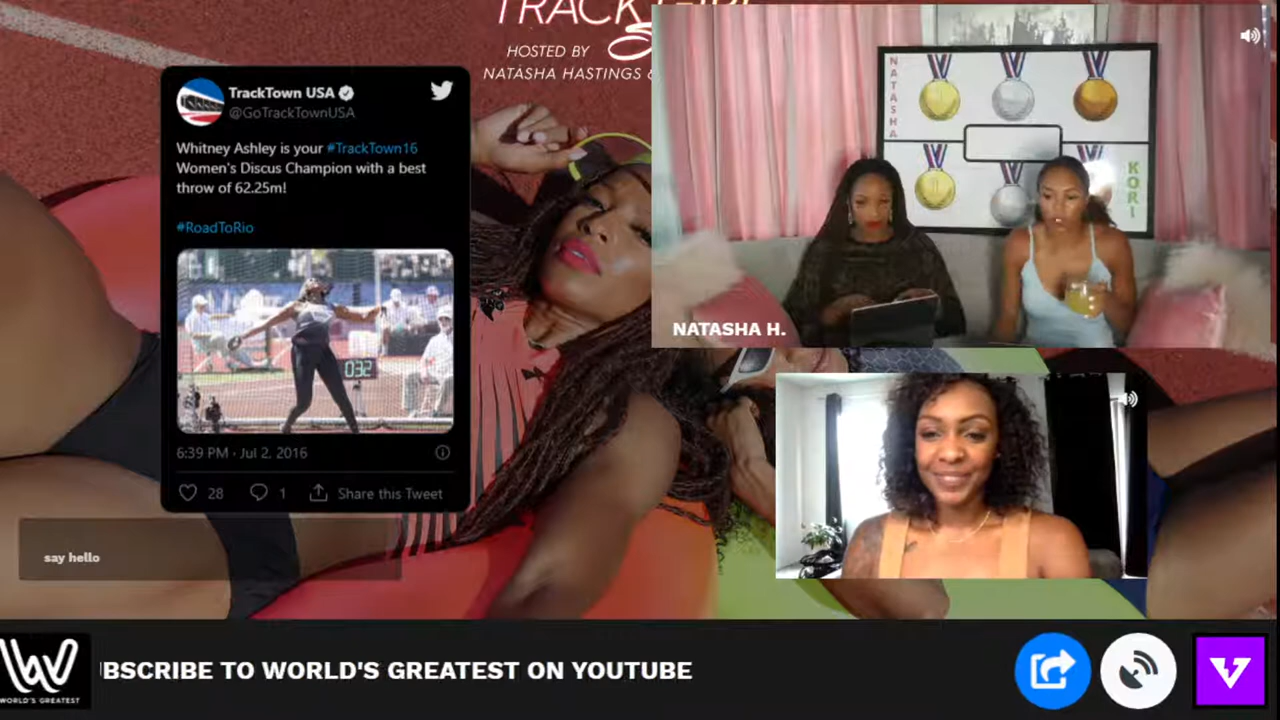 HOSTED BY
NATASHA HASTINGS &
TrackTown USA
@GoTrackTownUSA
Whitney Ashley is your #TrackTown16
Women's Discus Champion with a best
throw of 62.25m!
#RoadToRio
032
6:39 PM · Jul 2, 2016
28
1
Share this Tweet
say hello
NATASHA
KORI
NATASHA H.
W
WORLD'S GREATEST
BSCRIBE TO WORLD'S GREATEST ON YOUTUBE